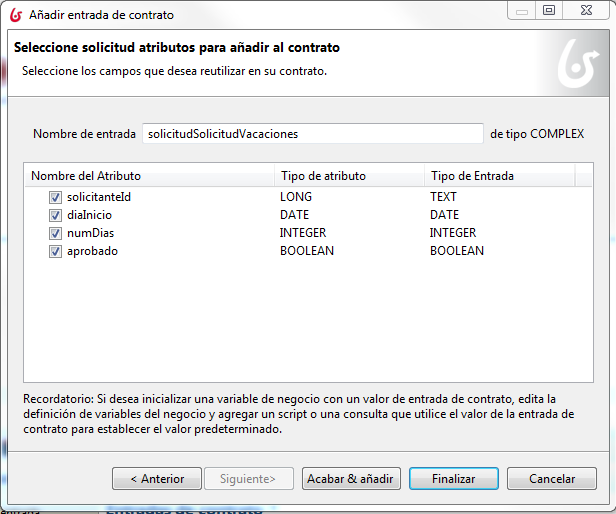 Añadir entrada de contrato
Seleccione solicitud atributos para añadir al contrato
Seleccione los campos que desea reutilizar en su contrato.
Nombre de entrada solicitudSolicitudVacaciones de tipo COMPLEX
Nombre del Atributo Tipo de atributo Tipo de Entrada
solicitanteId LONG TEXT
diaInicio DATE DATE
numDias INTEGER INTEGER
aprobado BOOLEAN BOOLEAN
Recordatorio: Si desea inicializar una variable de negocio con un valor de entrada de contrato, edita la
definición de variables del negocio y agregar un script o una consulta que utilice el valor de la entrada de
contrato para establecer el valor predeterminado.
< Anterior Siguiente> Acabar & añadir Finalizar Cancelar